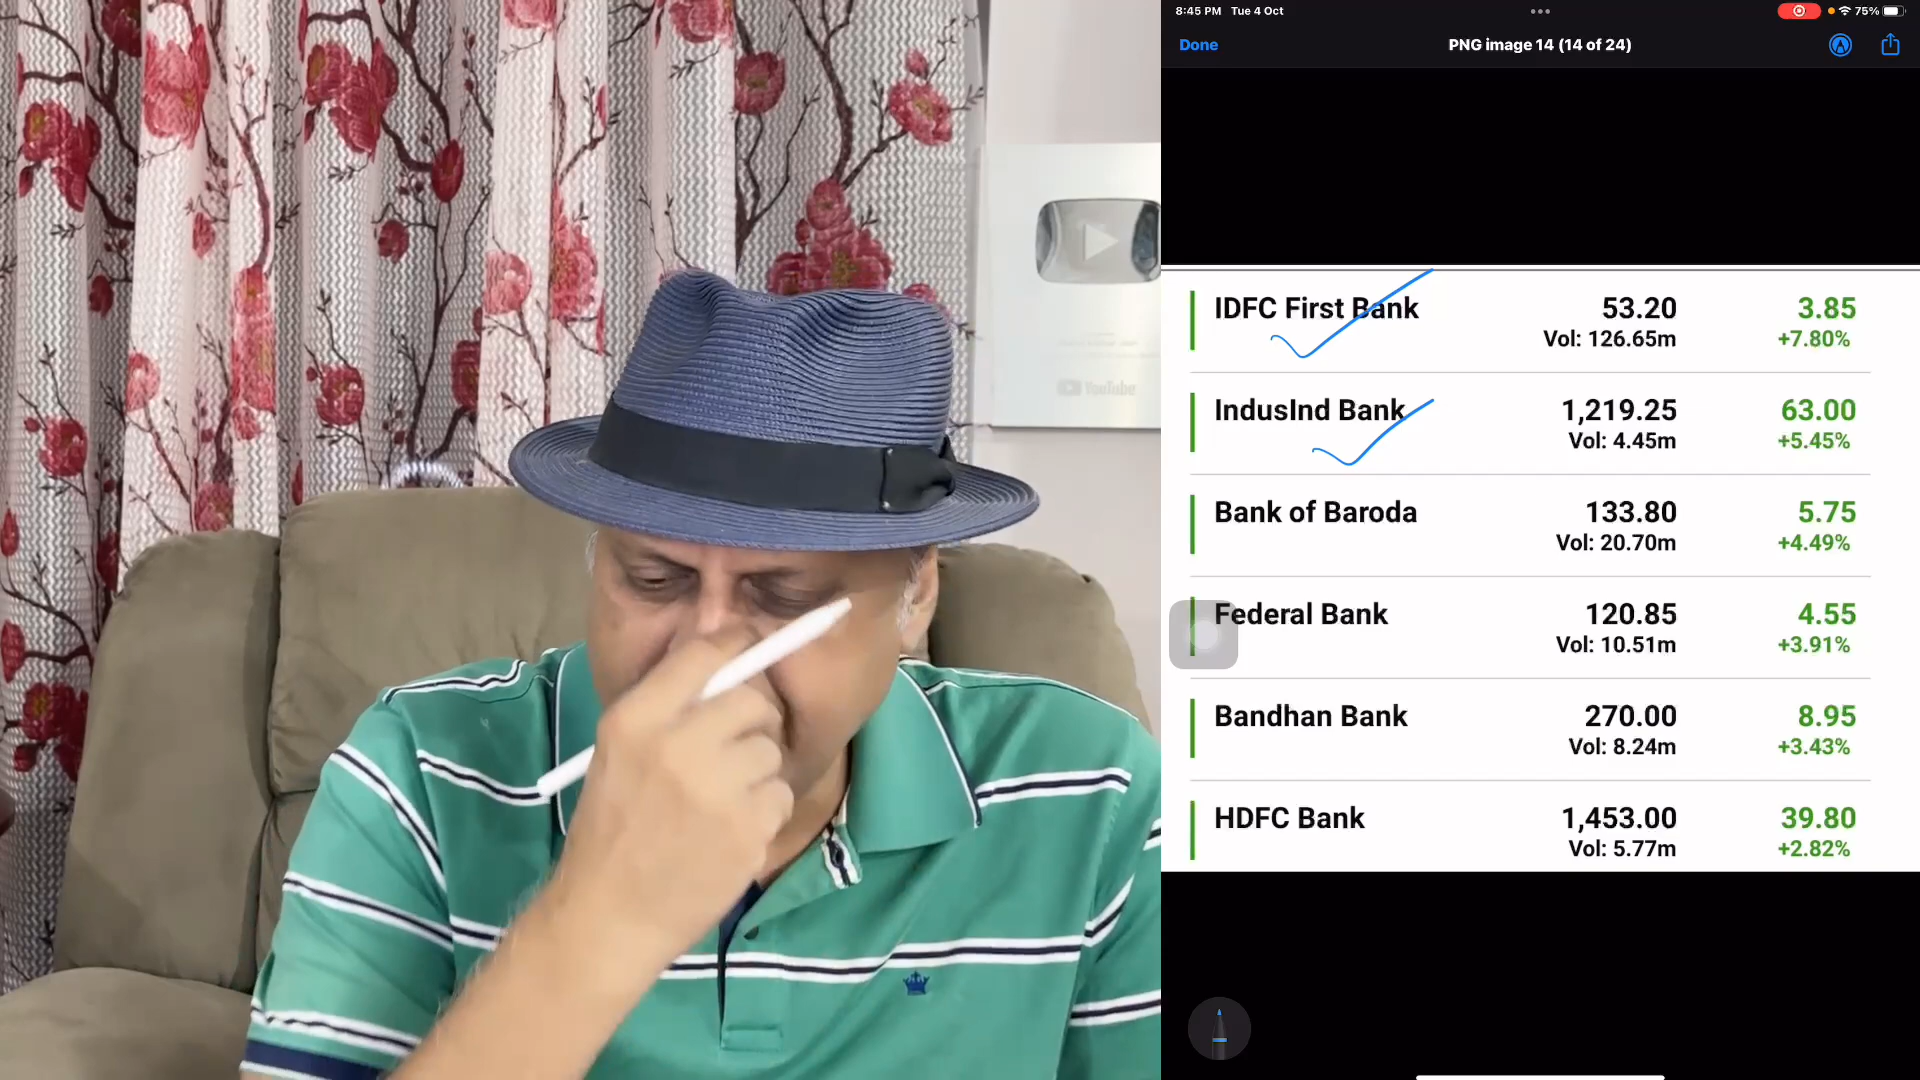 8:45 PM Tue 4 Oct
75%
Done
PNG image 14 (14 of 24)
IDFC First Bank 53.20 3.85
Vol: 126.65m +7.80%
IndusInd Bank 1,219.25 63.00
Vol: 4.45m +5.45%
Bank of Baroda 133.80 5.75
Vol: 20.70m +4.49%
Federal Bank 120.85 4.55
Vol: 10.51m +3.91%
Bandhan Bank 270.00 8.95
Vol: 8.24m +3.43%
HDFC Bank 1,453.00 39.80
Vol: 5.77m +2.82%
YouTube